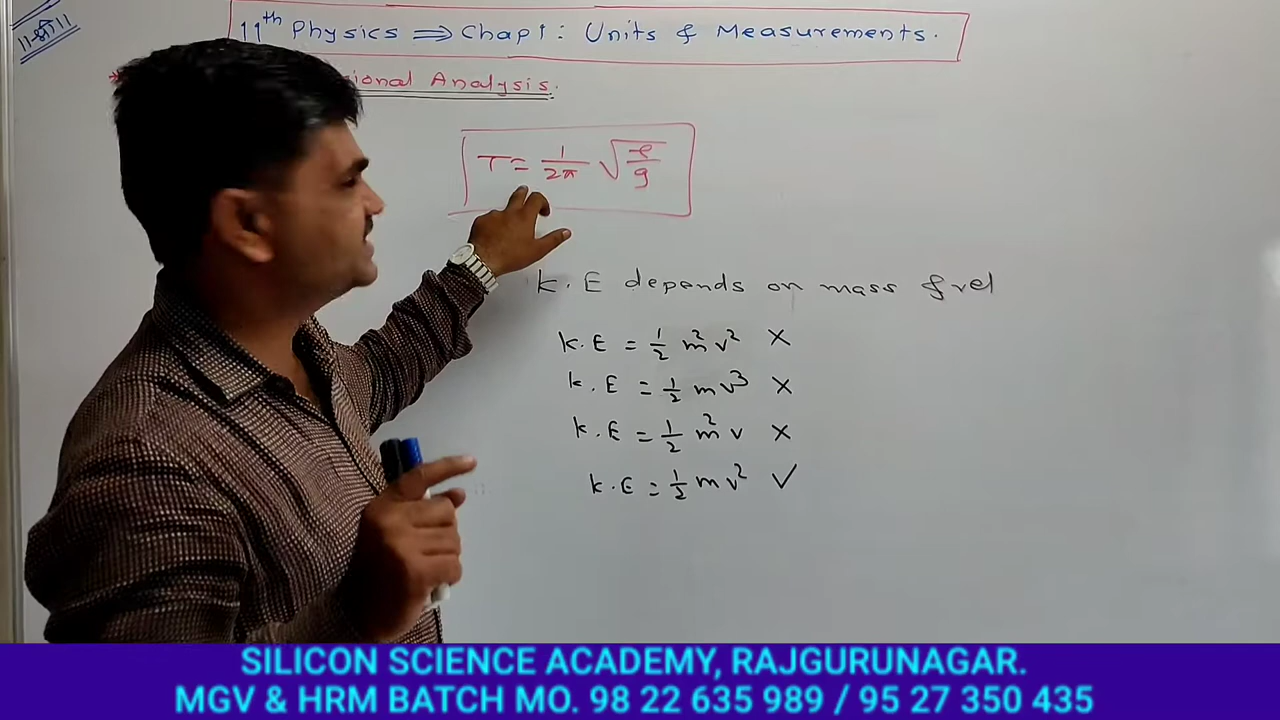 ॥श्री॥
11th Physics ⇒ Chap 1: Units & Measurements.
ional Analysis.
T = 1/2π √(l/g)
K.E depends on mass & vel
K.E = 1/2 m² v² ×
K.E = 1/2 m v³ ×
K.E = 1/2 m² v ×
K.E = 1/2 m v² ✓
SILICON SCIENCE ACADEMY, RAJGURUNAGAR.
MGV & HRM BATCH MO. 98 22 635 989 / 95 27 350 435